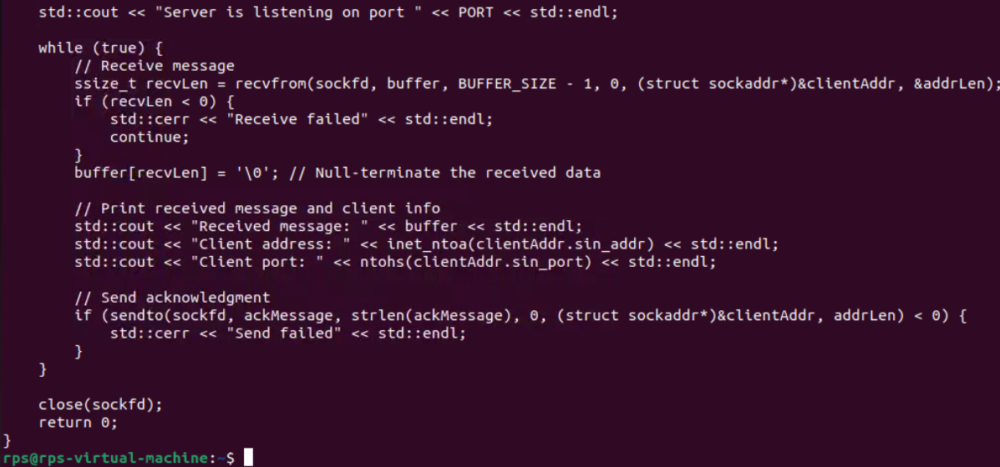 std::cout << "Server is listening on port " << PORT << std::endl;

    while (true) {
        // Receive message
        ssize_t recvLen = recvfrom(sockfd, buffer, BUFFER_SIZE - 1, 0, (struct sockaddr*)&clientAddr, &addrLen);
        if (recvLen < 0) {
            std::cerr << "Receive failed" << std::endl;
            continue;
        }
        buffer[recvLen] = '\0'; // Null-terminate the received data

        // Print received message and client info
        std::cout << "Received message: " << buffer << std::endl;
        std::cout << "Client address: " << inet_ntoa(clientAddr.sin_addr) << std::endl;
        std::cout << "Client port: " << ntohs(clientAddr.sin_port) << std::endl;

        // Send acknowledgment
        if (sendto(sockfd, ackMessage, strlen(ackMessage), 0, (struct sockaddr*)&clientAddr, addrLen) < 0) {
            std::cerr << "Send failed" << std::endl;
        }
    }

    close(sockfd);
    return 0;
}
rps@rps-virtual-machine:~$